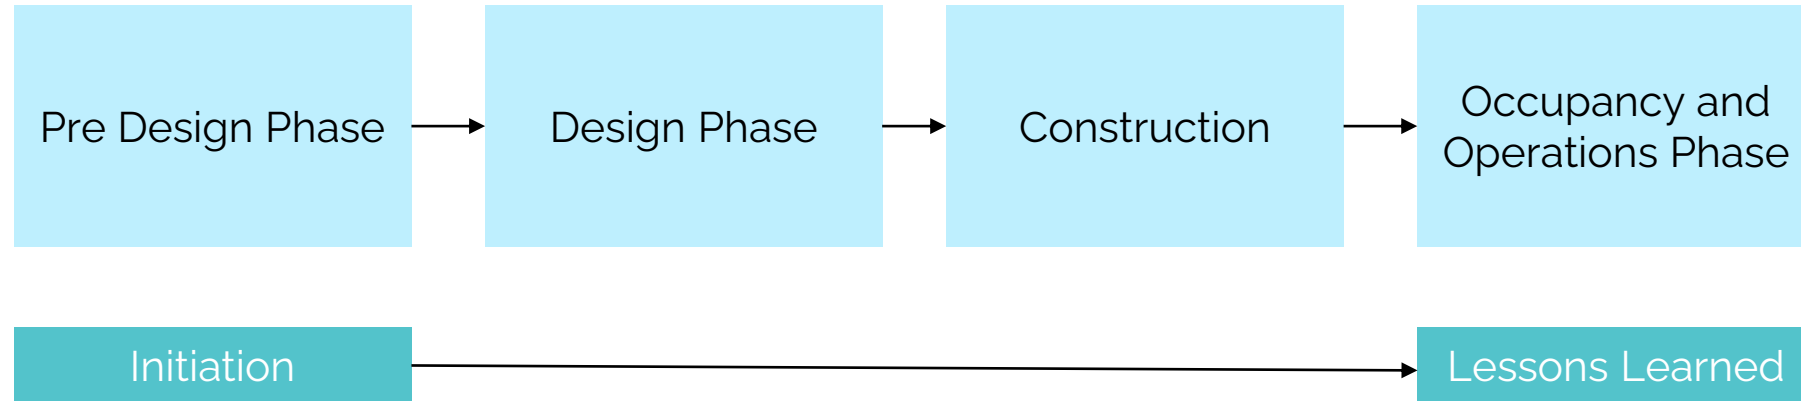 Pre Design Phase
Design Phase
Construction
Occupancy and
Operations Phase
Initiation
Lessons Learned